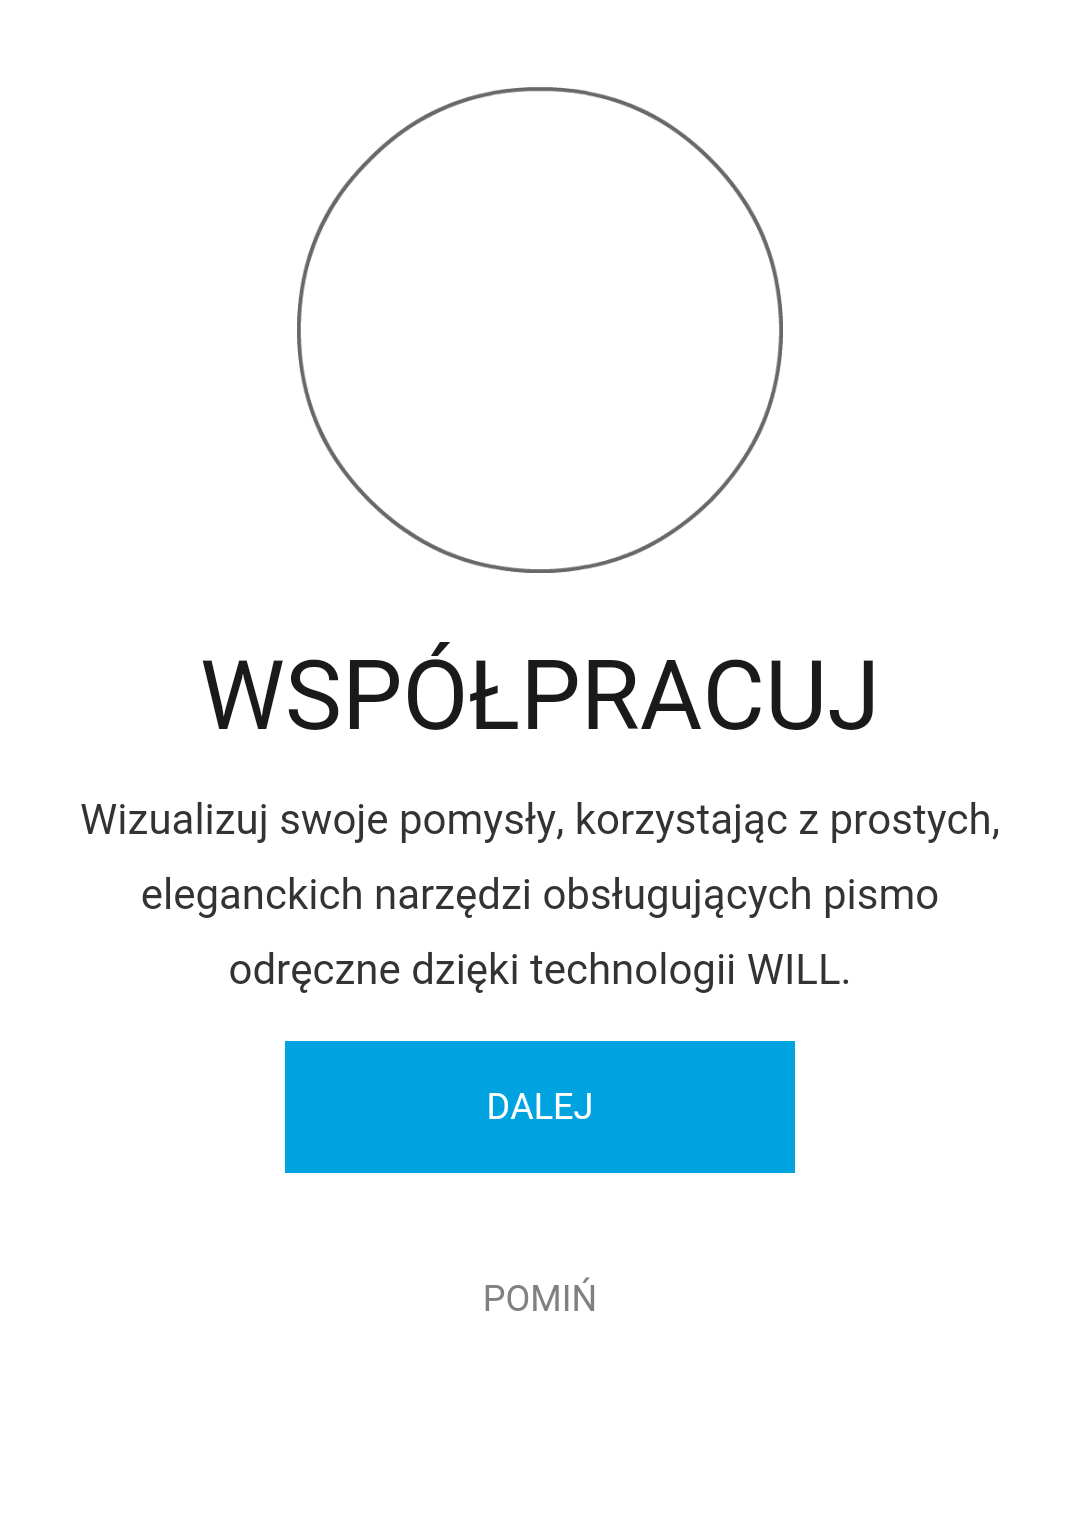 WSPÓŁPRACUJ
Wizualizuj swoje pomysły, korzystając z prostych,
eleganckich narzędzi obsługujących pismo
odręczne dzięki technologii WILL.
DALEJ
POMIŃ